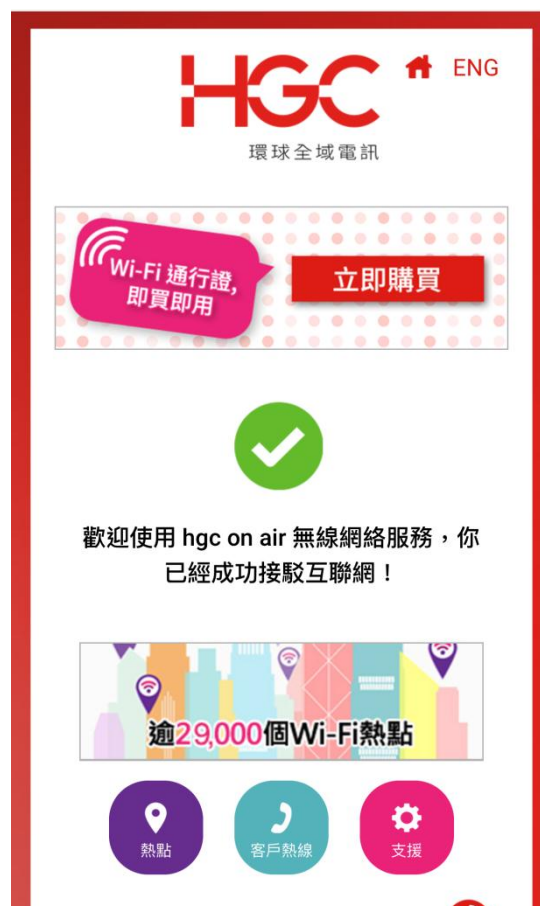 HGC
ENG
環球全域電訊
Wi-Fi 通行證,
即買即用
立即購買
歡迎使用 hgc on air 無線網絡服務，你
已經成功接駁互聯網！
逾29,000個Wi-Fi熱點
熱點
客戶熱線
支援